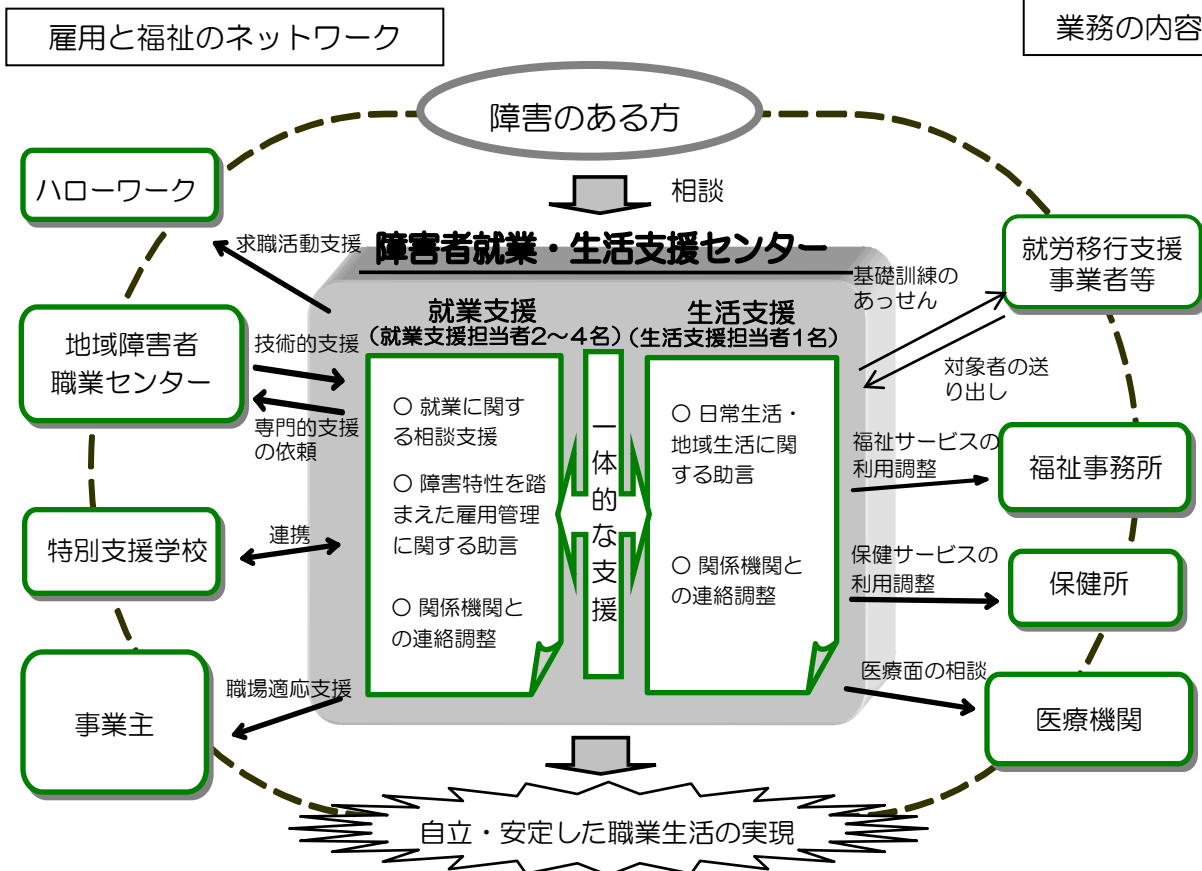 雇用と福祉のネットワーク
業務の内容
障害のある方
相談
ハローワーク
求職活動支援
障害者就業・生活支援センター
就労移行支援
事業者等
基礎訓練の
あっせん
対象者の送
り出し
就業支援
(就業支援担当者2~4名)
生活支援
(生活支援担当者1名)
地域障害者
職業センター
技術的支援
専門的支援
の依頼
〇 就業に関す
る相談支援
〇 障害特性を踏
まえた雇用管理
に関する助言
〇 関係機関と
の連絡調整
一体的な支援
〇 日常生活・
地域生活に関
する助言
〇 関係機関と
の連絡調整
福祉サービスの
利用調整
福祉事務所
特別支援学校
連携
保健サービスの
利用調整
保健所
事業主
職場適応支援
医療面の相談
医療機関
自立・安定した職業生活の実現